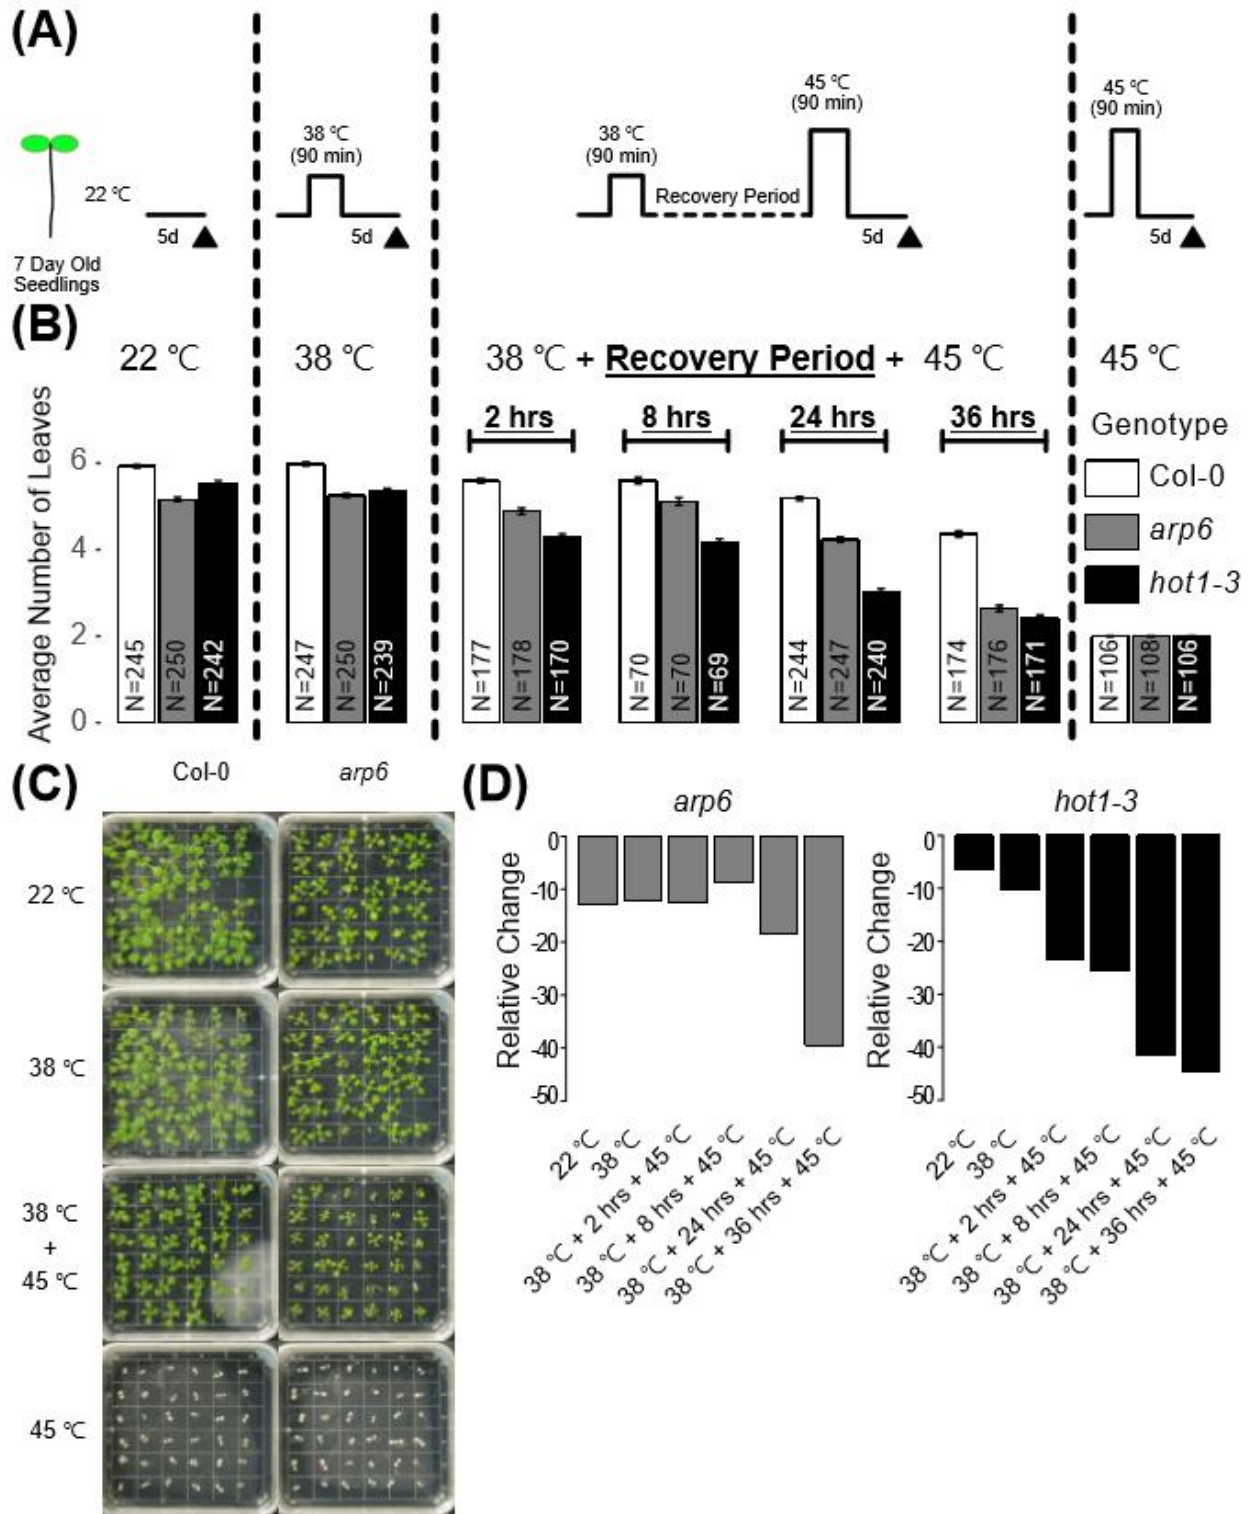 (A)
22 ℃
5d
7 Day Old
Seedlings
38 ℃
(90 min)
5d
38 ℃
(90 min)
Recovery Period
45 ℃
(90 min)
5d
45 ℃
(90 min)
5d
(B)
22 ℃
38 ℃
38 ℃ + Recovery Period + 45 ℃
45 ℃
2 hrs
8 hrs
24 hrs
36 hrs
Average Number of Leaves
6
4
2
0
N=245
N=250
N=242
N=247
N=250
N=239
N=177
N=178
N=170
N=70
N=70
N=69
N=244
N=247
N=240
N=174
N=176
N=171
N=106
N=108
N=106
Genotype
Col-0
arp6
hot1-3
(C)
Col-0
arp6
22 ℃
38 ℃
38 ℃
+
45 ℃
45 ℃
(D)
arp6
Relative Change
0
-10
-20
-30
-40
-50
22 ℃
38 ℃
38 ℃ + 2 hrs + 45 ℃
38 ℃ + 8 hrs + 45 ℃
38 ℃ + 24 hrs + 45 ℃
38 ℃ + 36 hrs + 45 ℃
hot1-3
Relative Change
0
-10
-20
-30
-40
-50
22 ℃
38 ℃
38 ℃ + 2 hrs + 45 ℃
38 ℃ + 8 hrs + 45 ℃
38 ℃ + 24 hrs + 45 ℃
38 ℃ + 36 hrs + 45 ℃